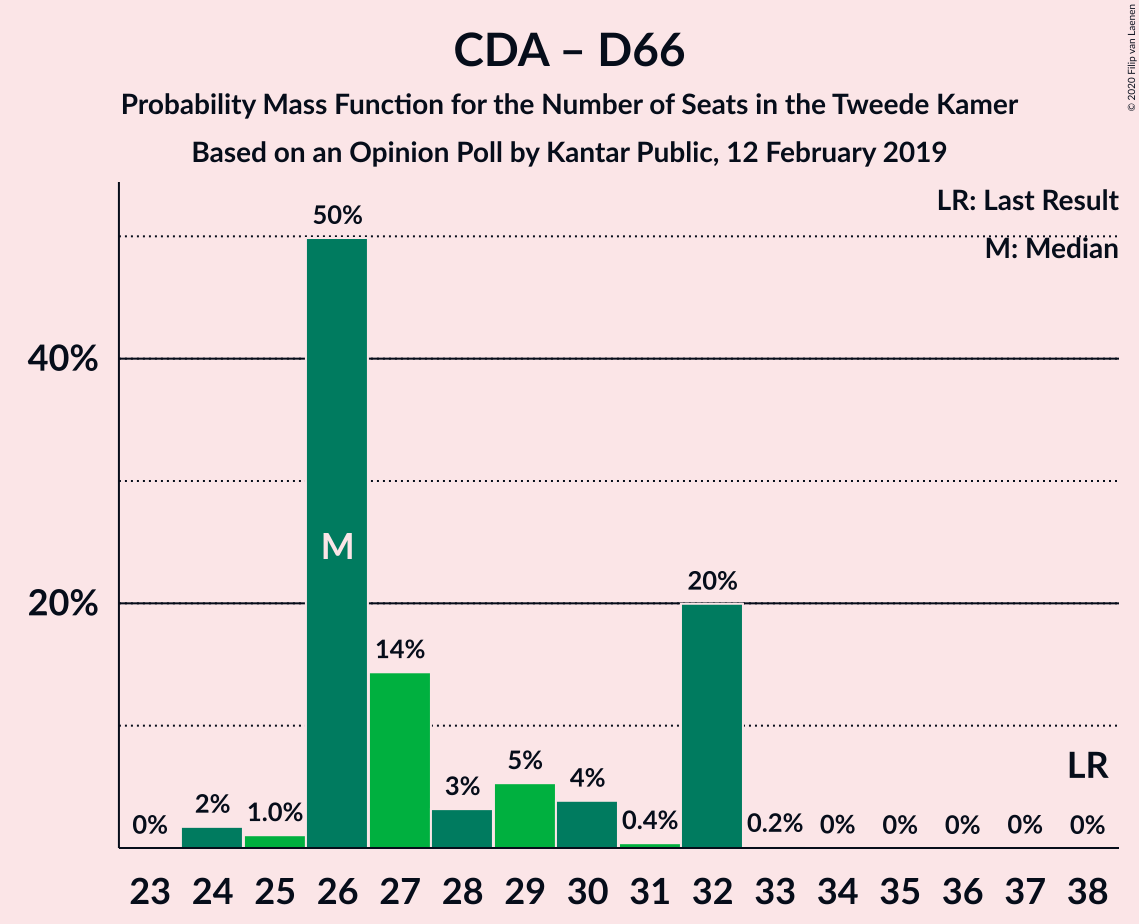 CDA – D66
Probability Mass Function for the Number of Seats in the Tweede Kamer
Based on an Opinion Poll by Kantar Public, 12 February 2019
© 2020 Filip van Laenen
LR: Last Result
M: Median
50%
40%
M
20%
20%
14%
LR
5%
4%
3%
2%
1.0%
0%
0.4%
0.2%
0%
0%
0%
0%
0%
23 24 25 26 27 28 29 30 31 32 33 34 35 36 37 38